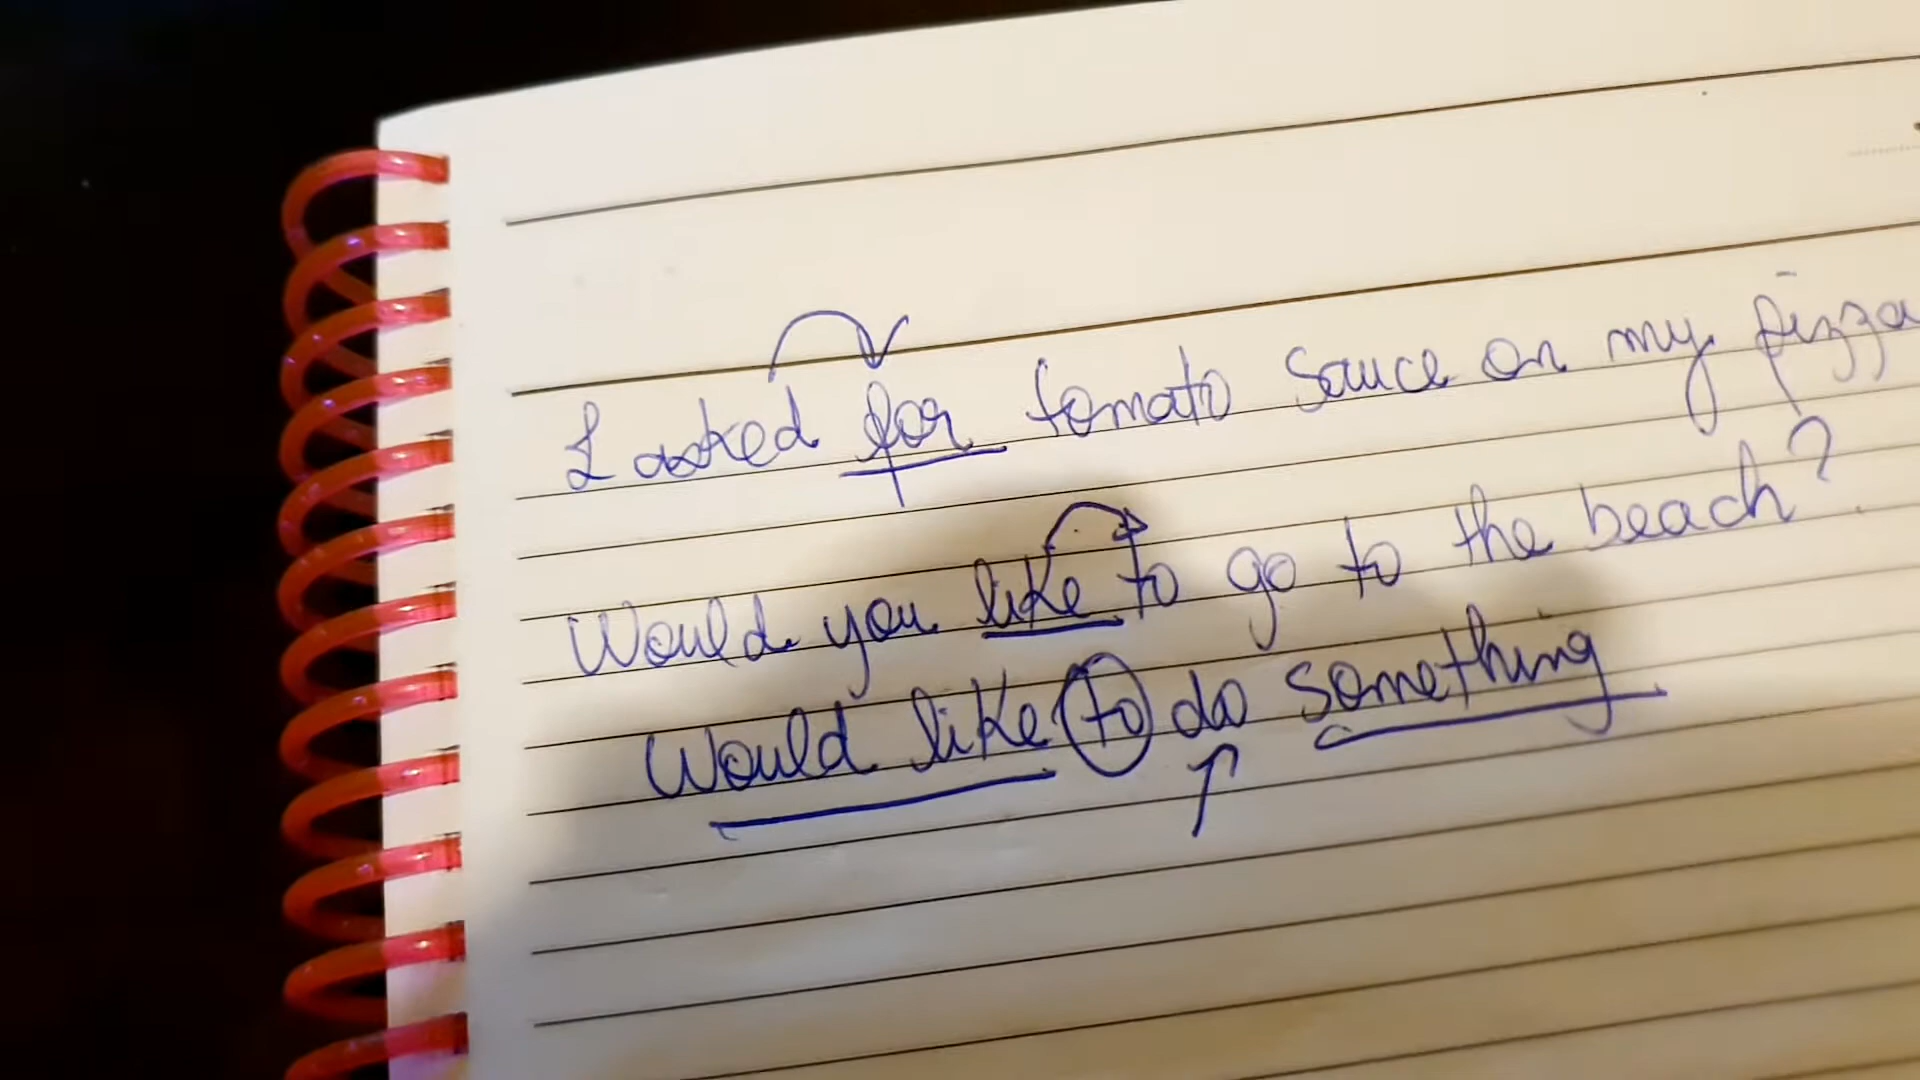 I asked for tomato sauce on my pizza
Would you like to go to the beach?
Would like to do something